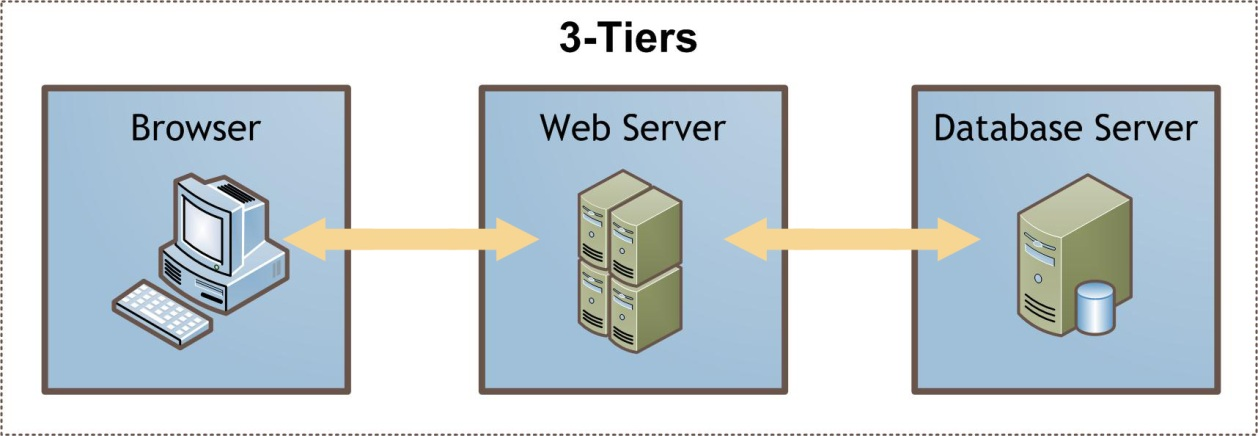 3-Tiers
Browser
Web Server
Database Server